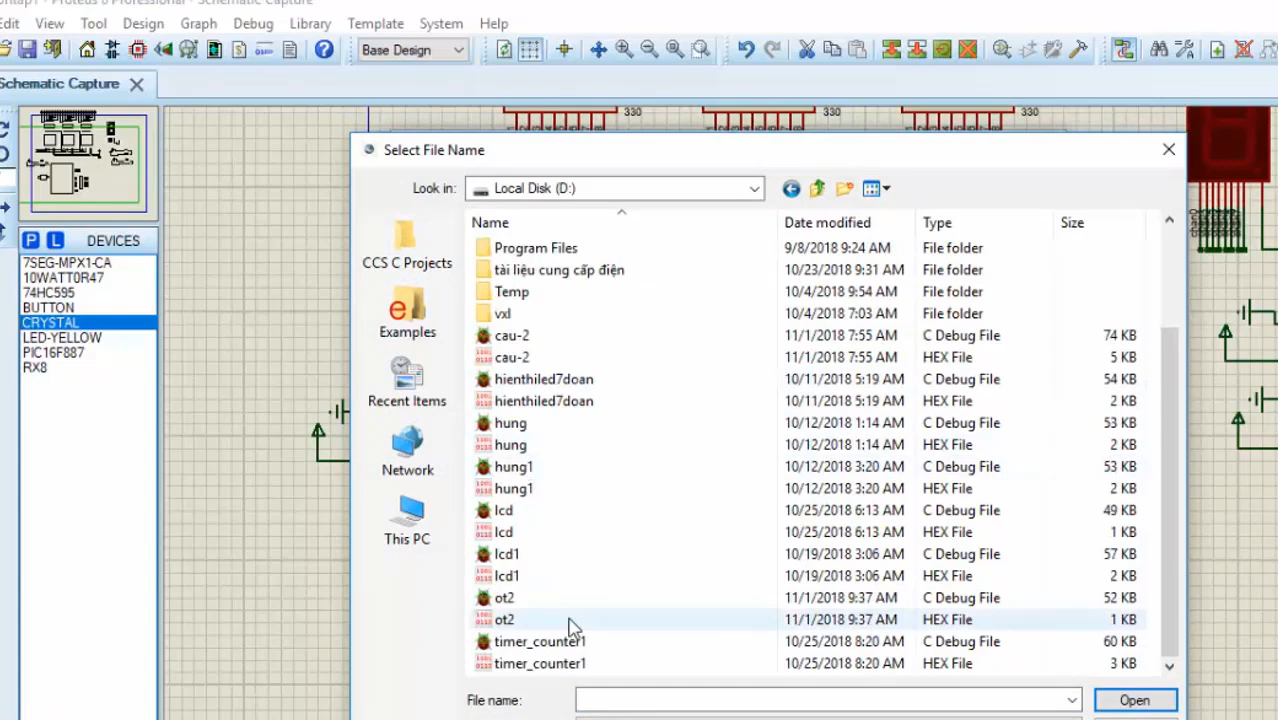 Proteus 8 Professional - Schematic Capture
Edit View Tool Design Graph Debug Library Template System Help
Base Design
Schematic Capture
P L DEVICES
7SEG-MPX1-CA
10WATT0R47
74HC595
BUTTON
CRYSTAL
LED-YELLOW
PIC16F887
RX8
330 330 330
Select File Name
Look in: Local Disk (D:)
CCS C Projects
Examples
Recent Items
Network
This PC
Name Date modified Type Size
Program Files 9/8/2018 9:24 AM File folder
tài liệu cung cấp điện 10/23/2018 9:31 AM File folder
Temp 10/4/2018 9:54 AM File folder
vxl 10/4/2018 7:03 AM File folder
cau-2 11/1/2018 7:55 AM C Debug File 74 KB
cau-2 11/1/2018 7:55 AM HEX File 5 KB
hienthiled7doan 10/11/2018 5:19 AM C Debug File 54 KB
hienthiled7doan 10/11/2018 5:19 AM HEX File 2 KB
hung 10/12/2018 1:14 AM C Debug File 53 KB
hung 10/12/2018 1:14 AM HEX File 2 KB
hung1 10/12/2018 3:20 AM C Debug File 53 KB
hung1 10/12/2018 3:20 AM HEX File 2 KB
lcd 10/25/2018 6:13 AM C Debug File 49 KB
lcd 10/25/2018 6:13 AM HEX File 1 KB
lcd1 10/19/2018 3:06 AM C Debug File 57 KB
lcd1 10/19/2018 3:06 AM HEX File 2 KB
ot2 11/1/2018 9:37 AM C Debug File 52 KB
ot2 11/1/2018 9:37 AM HEX File 1 KB
timer_counter1 10/25/2018 8:20 AM C Debug File 60 KB
timer_counter1 10/25/2018 8:20 AM HEX File 3 KB
File name: Open